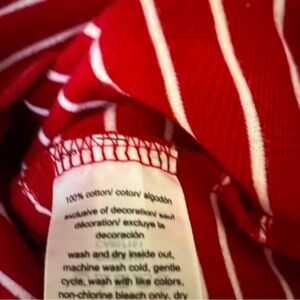 100% cotton/ coton/ algodón
exclusive of decoration/ sauf
décoration/ excluye la
decoración
wash and dry inside out,
machine wash cold, gentle
cycle, wash with like colors,
non-chlorine bleach only, dry